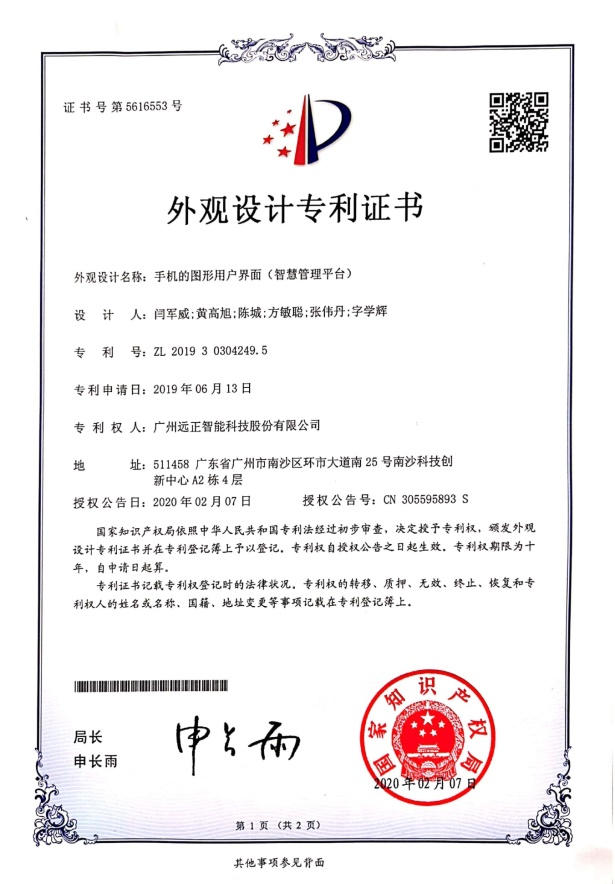 证书号第5616553号
外观设计专利证书
外观设计名称：手机的图形用户界面（智慧管理平台）
设计人：闫军威;黄高旭;陈城;方敏聪;张伟丹;字学辉
专利号：ZL 2019 3 0304249.5
专利申请日：2019年06月13日
专利权人：广州远正智能科技股份有限公司
地址：511458 广东省广州市南沙区环市大道南25号南沙科技创
新中心A2栋4层
授权公告日：2020年02月07日 授权公告号：CN 305595893 S
国家知识产权局依照中华人民共和国专利法经过初步审查，决定授予专利权，颁发外观
设计专利证书并在专利登记簿上予以登记。专利权自授权公告之日起生效。专利权期限为十
年，自申请日起算。
专利证书记载专利权登记时的法律状况。专利权的转移、质押、无效、终止、恢复和专
利权人的姓名或名称、国籍、地址变更等事项记载在专利登记簿上。
局长
申长雨
申长雨
国家知识产权局
2020年02月07日
第1页（共2页）
其他事项参见背面